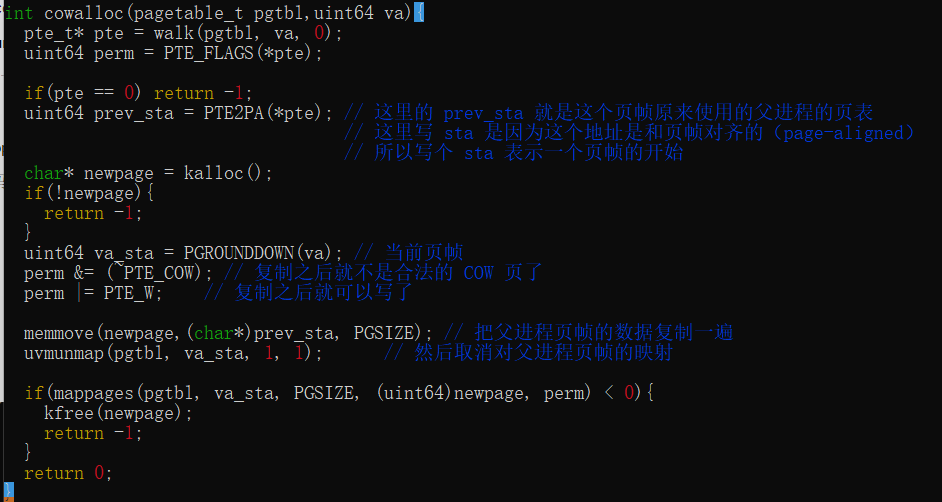 int cowalloc(pagetable_t pgtbl,uint64 va){
  pte_t* pte = walk(pgtbl, va, 0);
  uint64 perm = PTE_FLAGS(*pte);
  if(pte == 0) return -1;
  uint64 prev_sta = PTE2PA(*pte); // 这里的 prev_sta 就是这个页帧原来使用的父进程的页表
                                  // 这里写 sta 是因为这个地址是和页帧对齐的（page-aligned）
                                  // 所以写个 sta 表示一个页帧的开始
  char* newpage = kalloc();
  if(!newpage){
    return -1;
  }
  uint64 va_sta = PGROUNDDOWN(va); // 当前页帧
  perm &= (~PTE_COW); // 复制之后就不是合法的 COW 页了
  perm |= PTE_W;    // 复制之后就可以写了
  memmove(newpage,(char*)prev_sta, PGSIZE); // 把父进程页帧的数据复制一遍
  uvmunmap(pgtbl, va_sta, 1, 1);      // 然后取消对父进程页帧的映射
  if(mappages(pgtbl, va_sta, PGSIZE, (uint64)newpage, perm) < 0){
    kfree(newpage);
    return -1;
  }
  return 0;
}